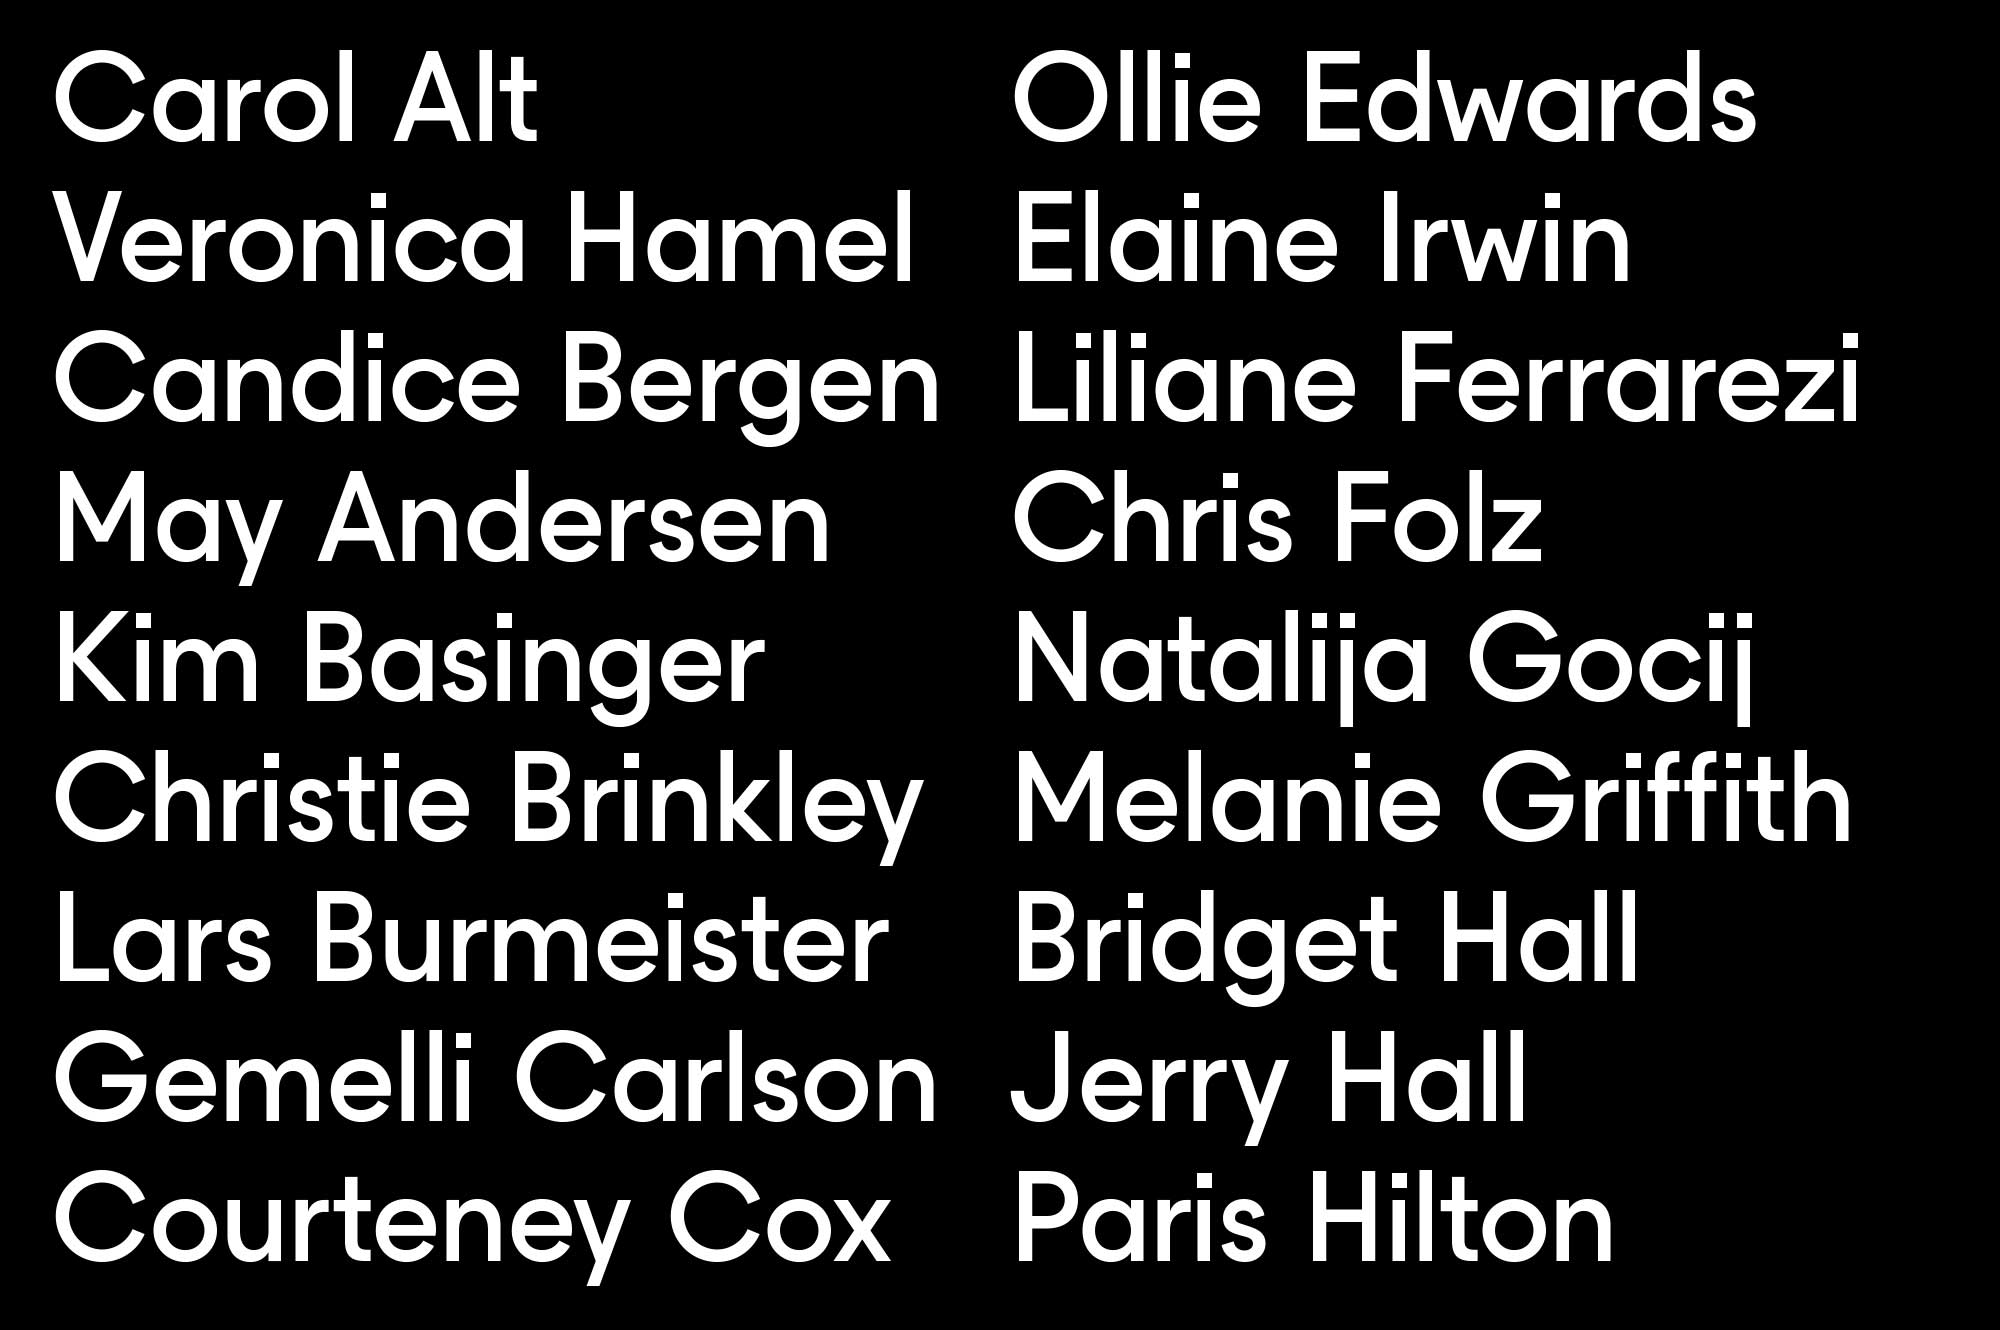 Carol Alt
Veronica Hamel
Candice Bergen
May Andersen
Kim Basinger
Christie Brinkley
Lars Burmeister
Gemelli Carlson
Courteney Cox
Ollie Edwards
Elaine Irwin
Liliane Ferrarezi
Chris Folz
Natalija Gocij
Melanie Griffith
Bridget Hall
Jerry Hall
Paris Hilton